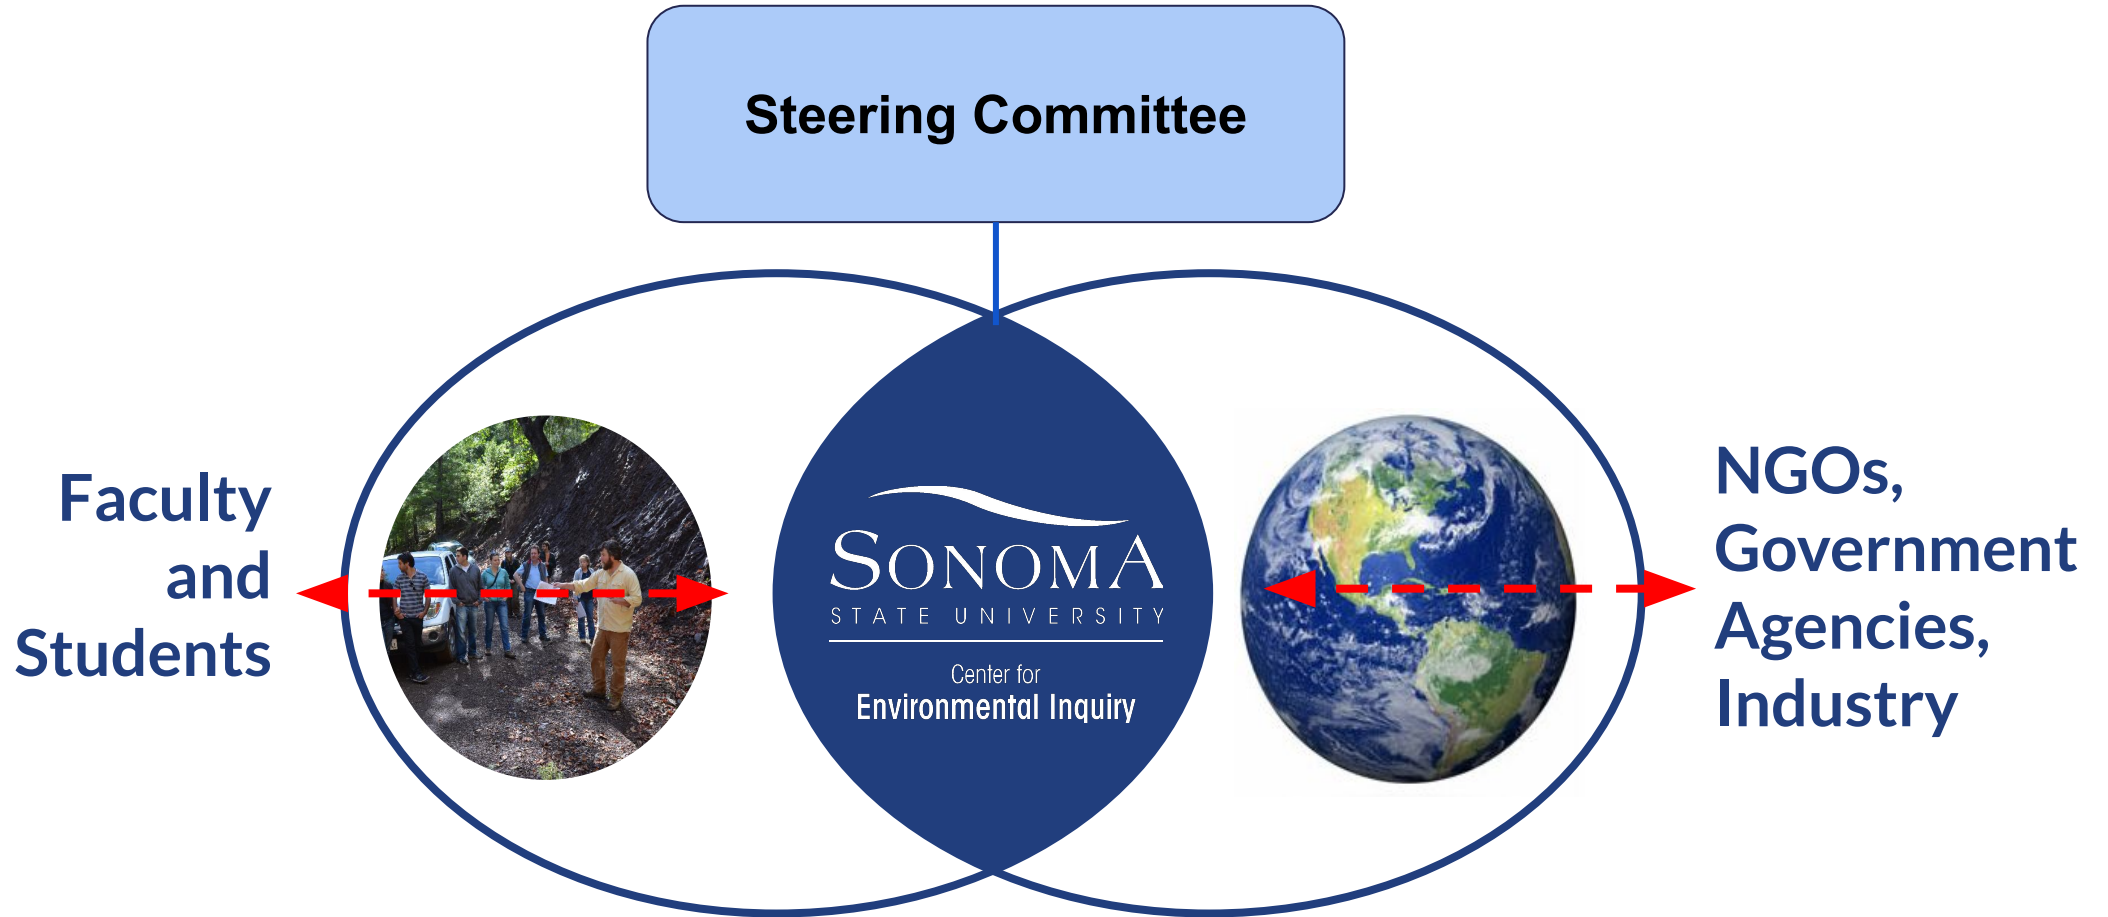 Steering Committee
Faculty
and
Students
SONOMA
STATE UNIVERSITY
Center for
Environmental Inquiry
NGOs,
Government
Agencies,
Industry